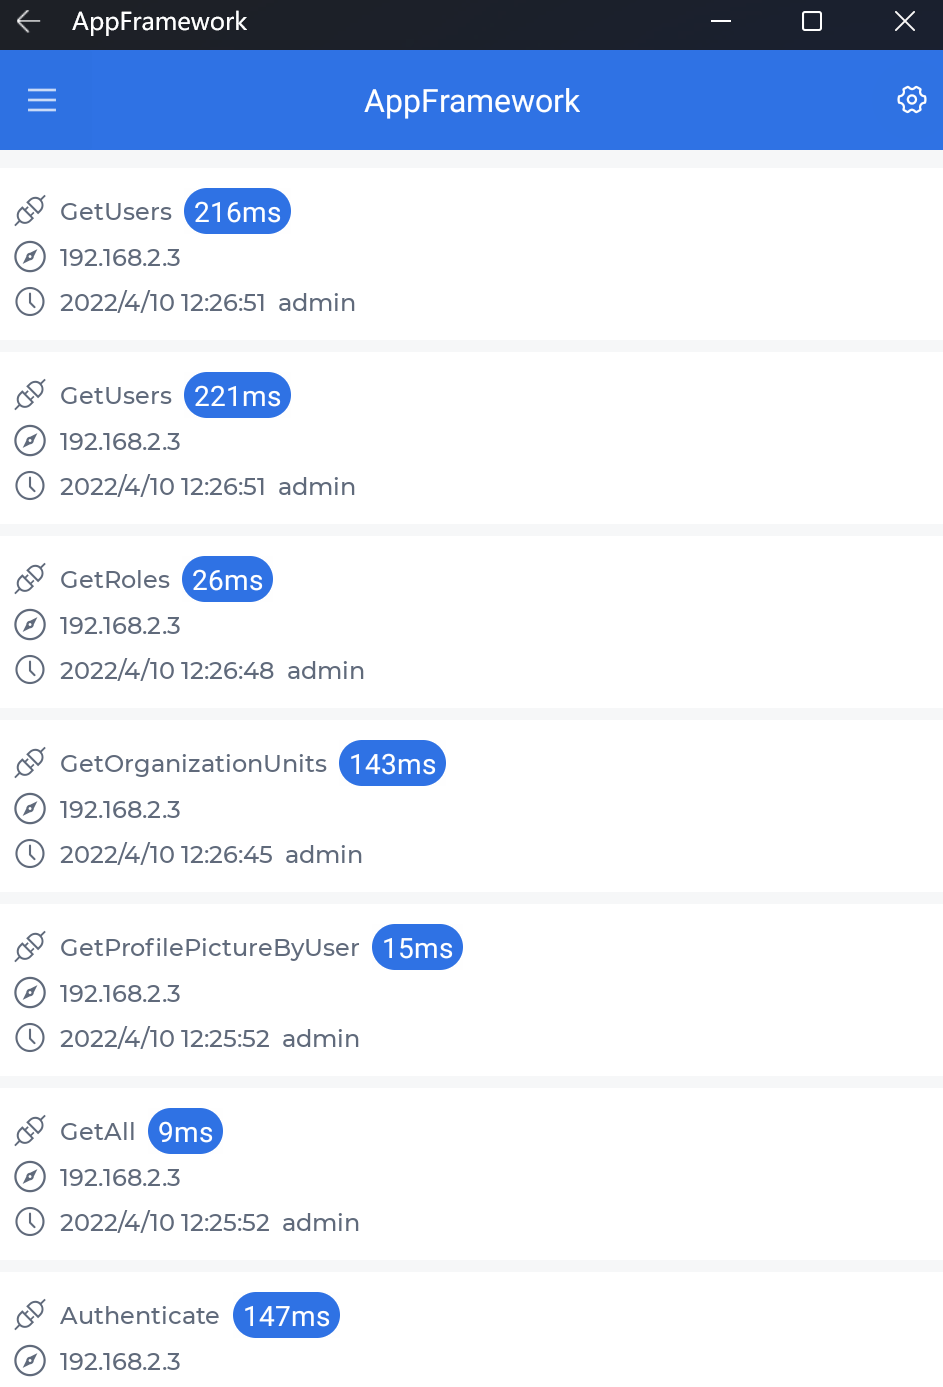 AppFramework
AppFramework
GetUsers 216ms
192.168.2.3
2022/4/10 12:26:51 admin
GetUsers 221ms
192.168.2.3
2022/4/10 12:26:51 admin
GetRoles 26ms
192.168.2.3
2022/4/10 12:26:48 admin
GetOrganizationUnits 143ms
192.168.2.3
2022/4/10 12:26:45 admin
GetProfilePictureByUser 15ms
192.168.2.3
2022/4/10 12:25:52 admin
GetAll 9ms
192.168.2.3
2022/4/10 12:25:52 admin
Authenticate 147ms
192.168.2.3